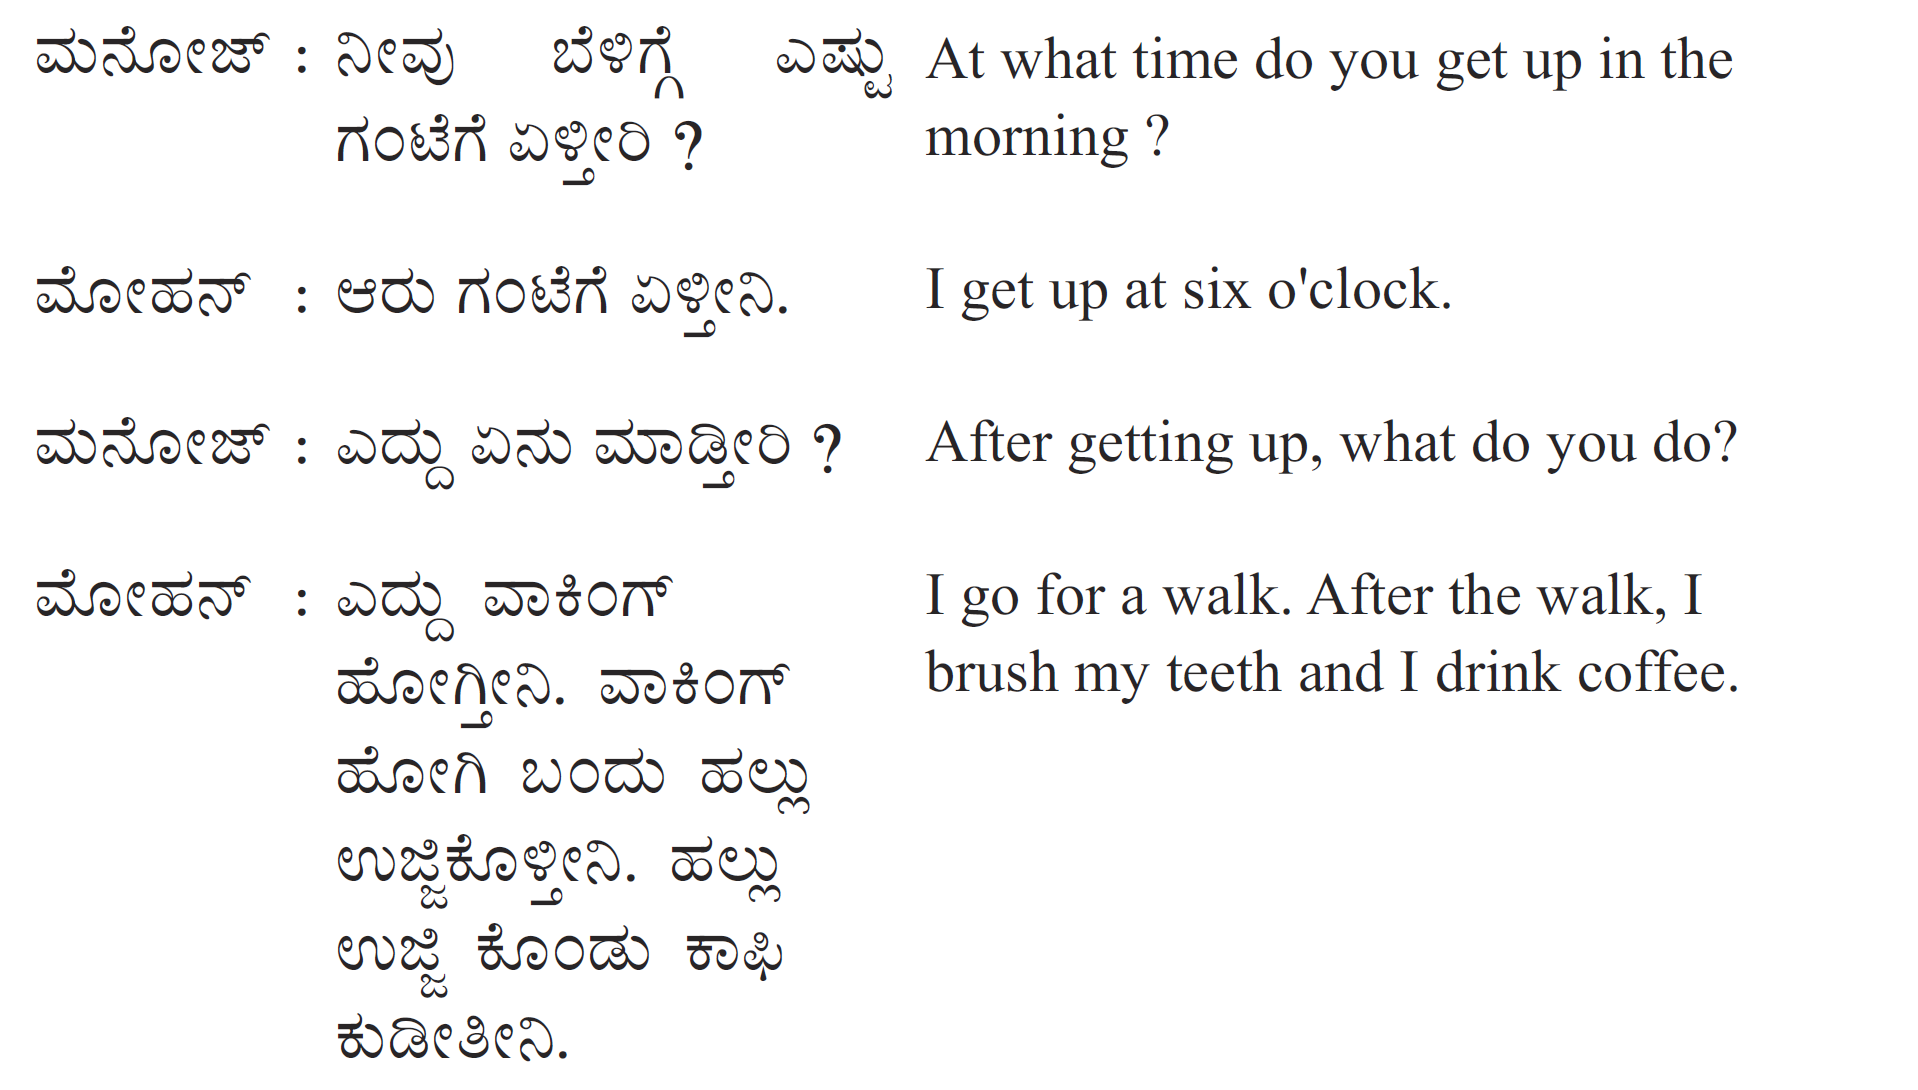 ಮನೋಜ್ : ನೀವು ಬೆಳಿಗ್ಗೆ ಎಷ್ಟು At what time do you get up in the
ಗಂಟೆಗೆ ಏಳ್ತೀರಿ ? morning ?
ಮೋಹನ್ : ಆರು ಗಂಟೆಗೆ ಏಳ್ತೀನಿ. I get up at six o'clock.
ಮನೋಜ್ : ಎದ್ದು ಏನು ಮಾಡ್ತೀರಿ ? After getting up, what do you do?
ಮೋಹನ್ : ಎದ್ದು ವಾಕಿಂಗ್ I go for a walk. After the walk, I
ಹೋಗ್ತೀನಿ. ವಾಕಿಂಗ್ brush my teeth and I drink coffee.
ಹೋಗಿ ಬಂದು ಹಲ್ಲು
ಉಜ್ಜಿಕೊಳ್ತೀನಿ. ಹಲ್ಲು
ಉಜ್ಜಿ ಕೊಂಡು ಕಾಫಿ
ಕುಡೀತೀನಿ.